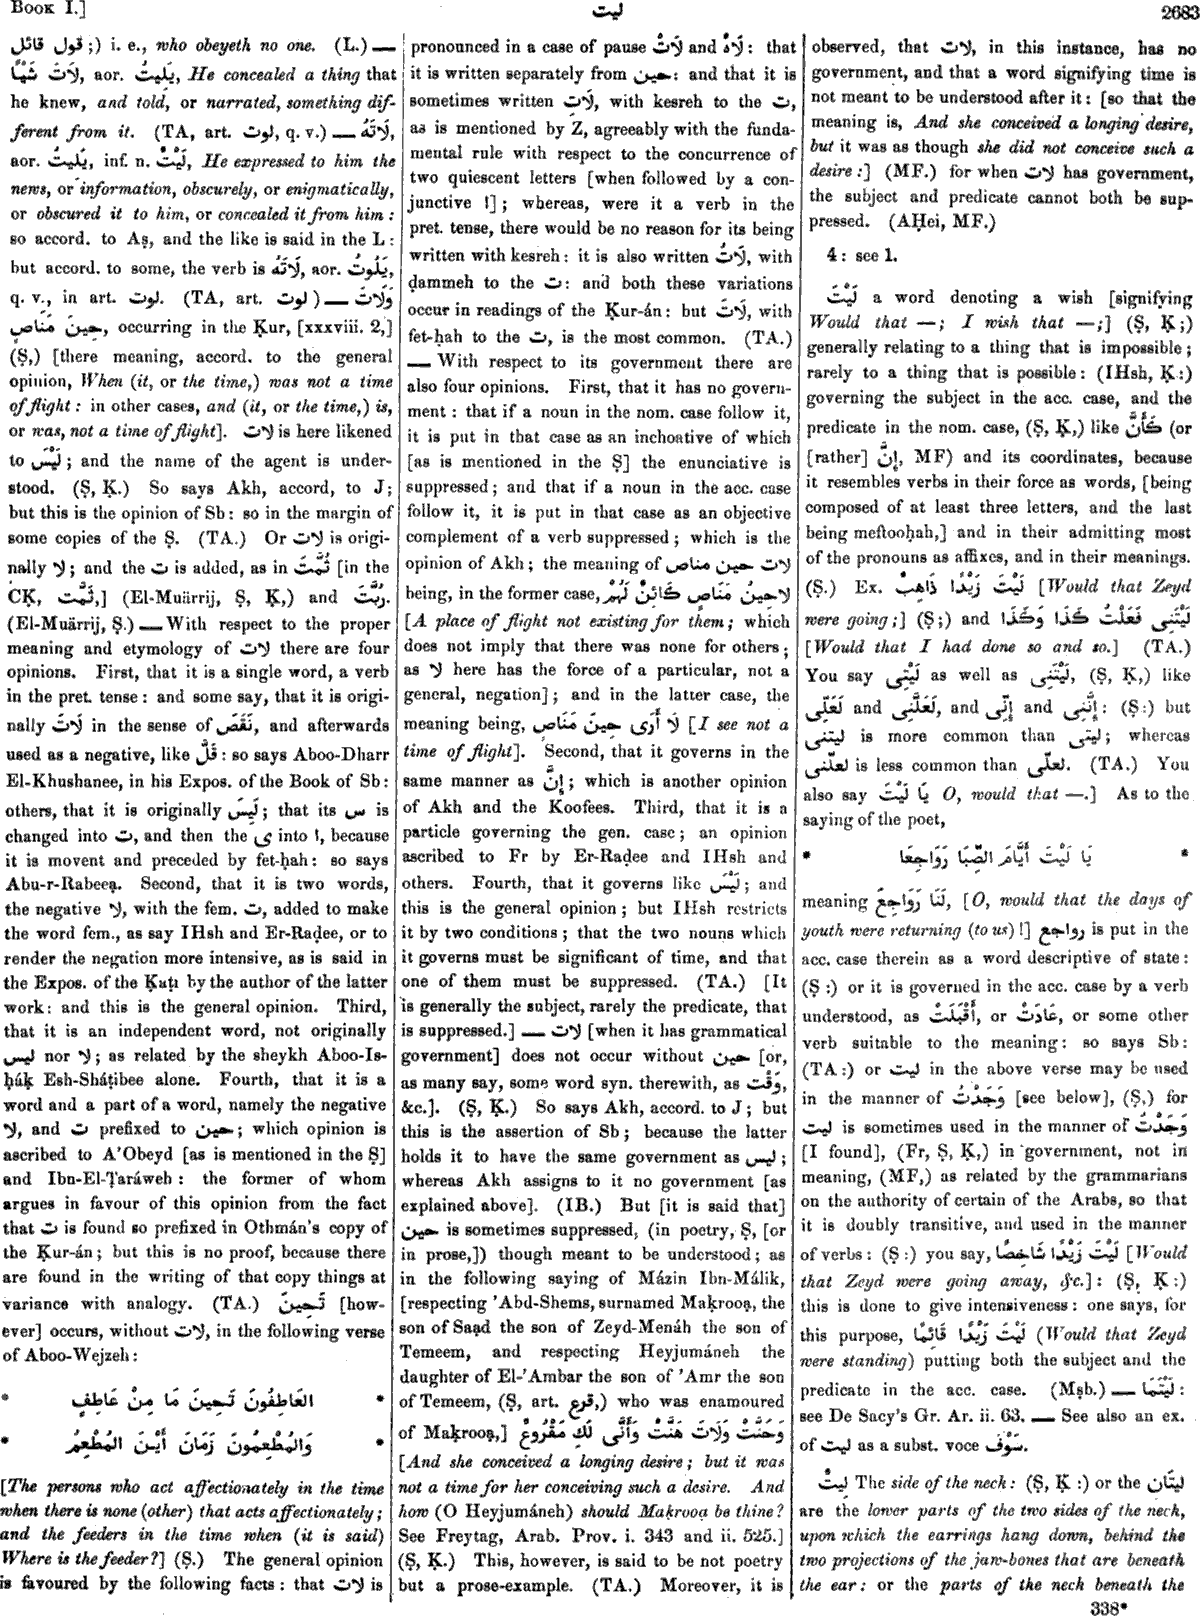 Book I.]
ليت
2683
قول قائل ;) i. e., who obeyeth no one. (L.) —
لَاتَ شَيْئًا, aor. يَلِيتُ, He concealed a thing that
he knew, and told, or narrated, something dif-
ferent from it. (TA, art. لوت, q. v.) — لَاتَهُ,
aor. يَلِيتُ, inf. n. لَيْتٌ, He expressed to him the
news, or information, obscurely, or enigmatically,
or obscured it to him, or concealed it from him :
so accord. to Aṣ, and the like is said in the L :
but accord. to some, the verb is لَاتَهُ, aor. يَلُوتُ,
q. v., in art. لوت. (TA, art. لوت) — وَلَاتَ
حِينَ مَنَاصٍ, occurring in the Ḳur, [xxxviii. 2,]
(Ṣ,) [there meaning, accord. to the general
opinion, When (it, or the time,) was not a time
of flight : in other cases, and (it, or the time,) is,
or was, not a time of flight]. لات is here likened
to لَيْسَ ; and the name of the agent is under-
stood. (Ṣ, Ḳ.) So says Akh, accord, to J;
but this is the opinion of Sb: so in the margin of
some copies of the Ṣ. (TA.) Or لات is origi-
nally لا ; and the ت is added, as in ثُمَّتَ [in the
CḲ, ثَمَّت,] (El-Muärrij, Ṣ, Ḳ,) and رُبَّتَ.
(El-Muärrij, Ṣ.) — With respect to the proper
meaning and etymology of لات there are four
opinions. First, that it is a single word, a verb
in the pret. tense : and some say, that it is origi-
nally لَاتَ in the sense of نَقَصَ, and afterwards
used as a negative, like قَلَّ : so says Aboo-Dharr
El-Khushanee, in his Expos. of the Book of Sb:
others, that it is originally لَيِسَ ; that its س is
changed into ت, and then the ى into ا, because
it is movent and preceded by fet-ḥah : so says
Abu-r-Rabeeạ. Second, that it is two words,
the negative لا, with the fem. ت, added to make
the word fem., as say IHsh and Er-Raḍee, or to
render the negation more intensive, as is said in
the Expos. of the Ḳuṭı by the author of the latter
work: and this is the general opinion. Third,
that it is an independent word, not originally
ليس nor لا ; as related by the sheykh Aboo-Is-
ḥáḳ Esh-Sháṭibee alone. Fourth, that it is a
word and a part of a word, namely the negative
لا, and ت prefixed to حين ; which opinion is
ascribed to A'Obeyd [as is mentioned in the Ṣ]
and Ibn-El-Ṭaráweh : the former of whom
argues in favour of this opinion from the fact
that ت is found so prefixed in Othmán's copy of
the Ḳur-án ; but this is no proof, because there
are found in the writing of that copy things at
variance with analogy. (TA.) تَحِينَ [how-
ever] occurs, without لات, in the following verse
of Aboo-Wejzeh :
* العَاطِفُونَ تَحِينَ مَا مِنْ عَاطِفٍ *
* وَالمُطْعِمُونَ زَمَانَ أَيْنَ المُطْعِمُ *
[The persons who act affectionately in the time
when there is none (other) that acts affectionately ;
and the feeders in the time when (it is said)
Where is the feeder?] (Ṣ.) The general opinion
is favoured by the following facts : that لات is
pronounced in a case of pause لَاتْ and لَاهْ : that
it is written separately from حين: and that it is
sometimes written لَاتِ, with kesreh to the ت,
as is mentioned by Z, agreeably with the funda-
mental rule with respect to the concurrence of
two quiescent letters [when followed by a con-
junctive ا] ; whereas, were it a verb in the
pret. tense, there would be no reason for its being
written with kesreh : it is also written لَاتُ, with
ḍammeh to the ت: and both these variations
occur in readings of the Ḳur-án : but لَاتَ, with
fet-ḥah to the ت, is the most common. (TA.)
— With respect to its government there are
also four opinions. First, that it has no govern-
ment : that if a noun in the nom. case follow it,
it is put in that case as an inchoative of which
[as is mentioned in the Ṣ] the enunciative is
suppressed ; and that if a noun in the acc. case
follow it, it is put in that case as an objective
complement of a verb suppressed ; which is the
opinion of Akh ; the meaning of لات حين مناص
being, in the former case, لاحِينُ مَنَاصٍ كَائِنٌ لَهُمْ
[A place of flight not existing for them ; which
does not imply that there was none for others ;
as لا here has the force of a particular, not a
general, negation] ; and in the latter case, the
meaning being, لَا أَرَى حِينَ مَنَاصٍ [I see not a
time of flight]. Second, that it governs in the
same manner as إِنَّ ; which is another opinion
of Akh and the Koofees. Third, that it is a
particle governing the gen. case ; an opinion
ascribed to Fr by Er-Raḍee and IHsh and
others. Fourth, that it governs like لَيْسَ ; and
this is the general opinion ; but IHsh restricts
it by two conditions ; that the two nouns which
it governs must be significant of time, and that
one of them must be suppressed. (TA.) [It
is generally the subject, rarely the predicate, that
is suppressed.] — لات [when it has grammatical
government] does not occur without حين [or,
as many say, some word syn. therewith, as وَقْت,
&c.]. (Ṣ, Ḳ.) So says Akh, accord. to J ; but
this is the assertion of Sb ; because the latter
holds it to have the same government as ليس ;
whereas Akh assigns to it no government [as
explained above]. (IB.) But [it is said that]
حين is sometimes suppressed, (in poetry, Ṣ, [or
in prose,]) though meant to be understood ; as
in the following saying of Mázin Ibn-Málik,
[respecting 'Abd-Shems, surnamed Maḳrooạ, the
son of Saạd the son of Zeyd-Menáh the son of
Temeem, and respecting Heyjumáneh the
daughter of El-'Ambar the son of 'Amr the son
of Temeem, (Ṣ, art. قرع,) who was enamoured
of Maḳrooạ,] وَحَنَّتْ وَلَاتَ هَنَّتْ وَأَنَّى لَكِ مَقْرُوعٌ
[And she conceived a longing desire ; but it was
not a time for her conceiving such a desire. And
how (O Heyjumáneh) should Maḳrooạ be thine ?
See Freytag, Arab. Prov. i. 343 and ii. 525.]
(Ṣ, Ḳ.) This, however, is said to be not poetry
but a prose-example. (TA.) Moreover, it is
observed, that لات, in this instance, has no
government, and that a word signifying time is
not meant to be understood after it : [so that the
meaning is, And she conceived a longing desire,
but it was as though she did not conceive such a
desire :] (MF.) for when لات has government,
the subject and predicate cannot both be sup-
pressed. (AḤei, MF.)
4 : see 1.
لَيْتَ a word denoting a wish [signifying
Would that — ; I wish that — ;] (Ṣ, Ḳ ;)
generally relating to a thing that is impossible ;
rarely to a thing that is possible : (IHsh, Ḳ :)
governing the subject in the acc. case, and the
predicate in the nom. case, (Ṣ, Ḳ,) like كَأَنَّ (or
[rather] إِنَّ, MF) and its coordinates, because
it resembles verbs in their force as words, [being
composed of at least three letters, and the last
being meftooḥah,] and in their admitting most
of the pronouns as affixes, and in their meanings.
(Ṣ.) Ex. لَيْتَ زَيْدًا ذَاهِبٌ [Would that Zeyd
were going ;] (Ṣ ;) and لَيْتَنِى فَعَلْتُ كَذَا وَكَذَا
[Would that I had done so and so.] (TA.)
You say لَيْتِى as well as لَيْتَنِى, (Ṣ, Ḳ,) like
لَعَلِّى and لَعَلَّنِى, and إِنِّى and إِنَّنِى : (Ṣ :) but
ليتنى is more common than ليتى ; whereas
لعلّنى is less common than لعلّى. (TA.) You
also say يَا لَيْتَ O, would that —.] As to the
saying of the poet,
* يَا لَيْتَ أَيَّامَ الصِّبَا رَوَاجِعَا *
meaning لَنَا رَوَاجِعُ, [O, would that the days of
youth were returning (to us) !] رواجع is put in the
acc. case therein as a word descriptive of state :
(Ṣ :) or it is governed in the acc. case by a verb
understood, as أَقْبَلَتْ, or عَادَتْ, or some other
verb suitable to the meaning : so says Sb :
(TA :) or ليت in the above verse may be used
in the manner of وَجَدْتُ [see below], (Ṣ,) for
ليت is sometimes used in the manner of وَجَدْتُ
[I found], (Fr, Ṣ, Ḳ,) in government, not in
meaning, (MF,) as related by the grammarians
on the authority of certain of the Arabs, so that
it is doubly transitive, and used in the manner
of verbs : (Ṣ :) you say, لَيْتَ زَيْدًا شَاخِصًا [Would
that Zeyd were going away, &c.] : (Ṣ, Ḳ :)
this is done to give intensiveness : one says, for
this purpose, لَيْتَ زَيْدًا قَائِمًا (Would that Zeyd
were standing) putting both the subject and the
predicate in the acc. case. (Mṣb.) — لَيْتَمَا :
see De Sacy's Gr. Ar. ii. 63. — See also an ex.
of ليت as a subst. voce سَوْفَ.
لِيتٌ The side of the neck : (Ṣ, Ḳ :) or the لِيتَانِ
are the lower parts of the two sides of the neck,
upon which the earrings hang down, behind the
two projections of the jaw-bones that are beneath
the ear : or the parts of the neck beneath the
338*